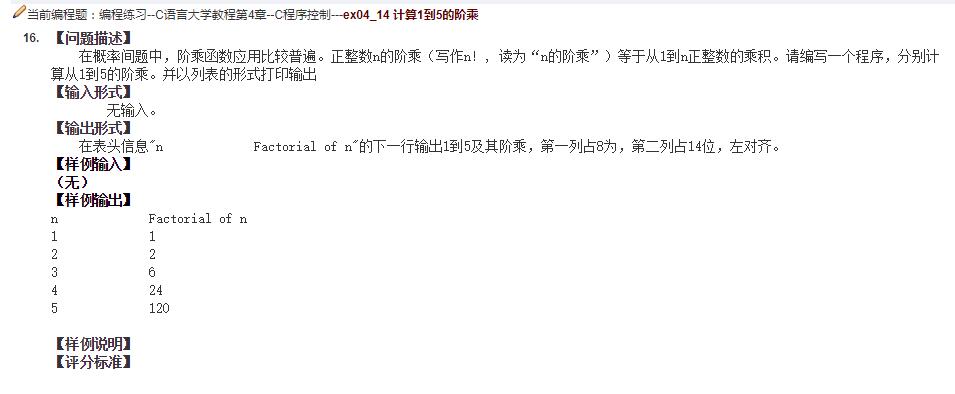 当前编程题：编程练习--C语言大学教程第4章--C程序控制---ex04_14 计算1到5的阶乘
16. 【问题描述】
在概率问题中，阶乘函数应用比较普遍。正整数n的阶乘（写作n!, 读为“n的阶乘”）等于从1到n正整数的乘积。请编写一个程序，分别计
算从1到5的阶乘。并以列表的形式打印输出
【输入形式】
无输入。
【输出形式】
在表头信息"n             Factorial of n"的下一行输出1到5及其阶乘，第一列占8为，第二列占14位，左对齐。
【样例输入】
（无）
【样例输出】
n             Factorial of n
1             1
2             2
3             6
4             24
5             120
【样例说明】
【评分标准】